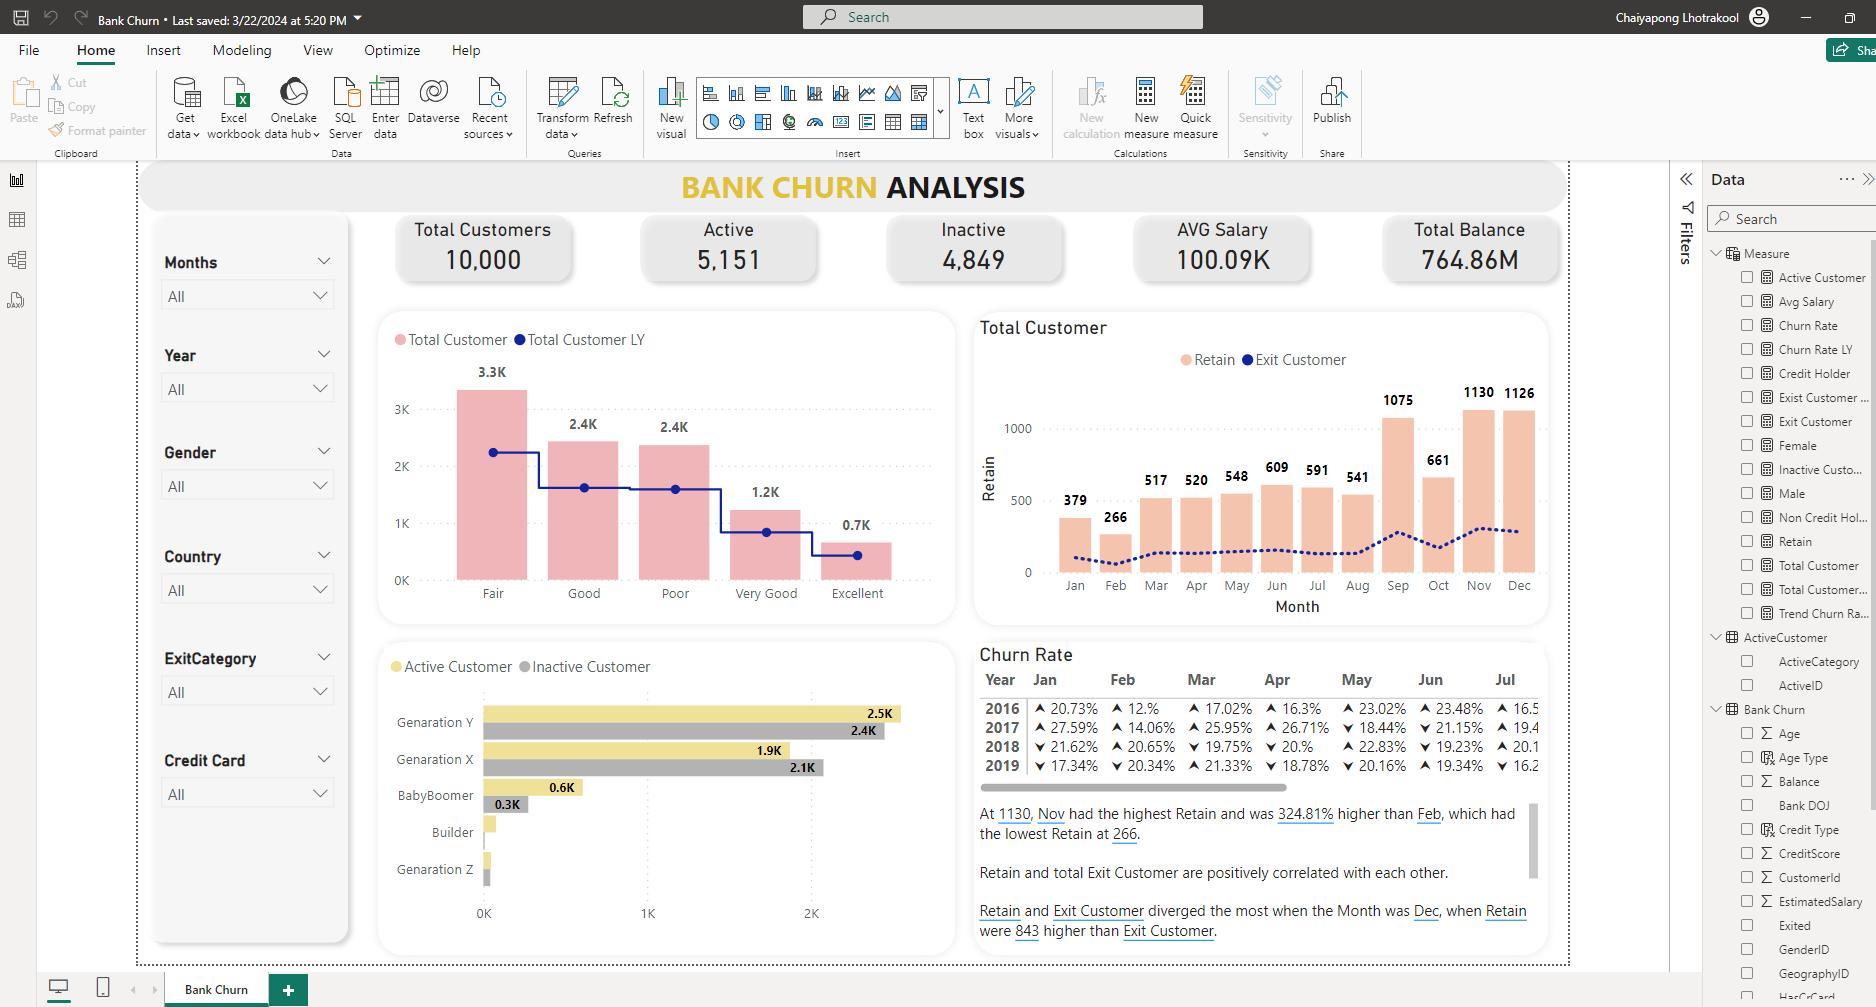 Bank Churn • Last saved: 3/22/2024 at 5:20 PM
Search
Chaiyapong Lhotrakool
File Home Insert Modeling View Optimize Help
Sha
Paste
Cut
Copy
Format painter
Clipboard
Get data
Excel workbook
OneLake data hub
SQL Server
Enter data
Dataverse
Recent sources
Data
Transform data
Refresh
Queries
New visual
123
A
Text box
More visuals
Insert
New calculation
New measure
Quick measure
Calculations
Sensitivity
Sensitivity
Publish
Share
DAX
BANK CHURN ANALYSIS
Total Customers
10,000
Active
5,151
Inactive
4,849
AVG Salary
100.09K
Total Balance
764.86M
Months
All
Year
All
Gender
All
Country
All
ExitCategory
All
Credit Card
All
Total Customer Total Customer LY
3K
2K
1K
0K
3.3K
2.4K
2.4K
1.2K
0.7K
Fair Good Poor Very Good Excellent
Total Customer
Retain Exit Customer
Retain
1000
500
0
379 266 517 520 548 609 591 541 1075 661 1130 1126
Jan Feb Mar Apr May Jun Jul Aug Sep Oct Nov Dec
Month
Active Customer Inactive Customer
Genaration Y
2.5K
2.4K
Genaration X
1.9K
2.1K
BabyBoomer
0.6K
0.3K
Builder
Genaration Z
0K 1K 2K
Churn Rate
Year Jan Feb Mar Apr May Jun Jul
2016 20.73% 12.% 17.02% 16.3% 23.02% 23.48% 16.5
2017 27.59% 14.06% 25.95% 26.71% 18.44% 21.15% 19.4
2018 21.62% 20.65% 19.75% 20.% 22.83% 19.23% 20.1
2019 17.34% 20.34% 21.33% 18.78% 20.16% 19.34% 16.2
At 1130, Nov had the highest Retain and was 324.81% higher than Feb, which had
the lowest Retain at 266.
Retain and total Exit Customer are positively correlated with each other.
Retain and Exit Customer diverged the most when the Month was Dec, when Retain
were 843 higher than Exit Customer.
Filters
Data
Search
Measure
Active Customer
Avg Salary
Churn Rate
Churn Rate LY
Credit Holder
Exist Customer ...
Exit Customer
Female
Inactive Custo...
Male
Non Credit Hol...
Retain
Total Customer
Total Customer...
Trend Churn Ra...
ActiveCustomer
ActiveCategory
ActiveID
Bank Churn
Age
Age Type
Balance
Bank DOJ
Credit Type
CreditScore
CustomerId
EstimatedSalary
Exited
GenderID
GeographyID
HasCrCard
Bank Churn